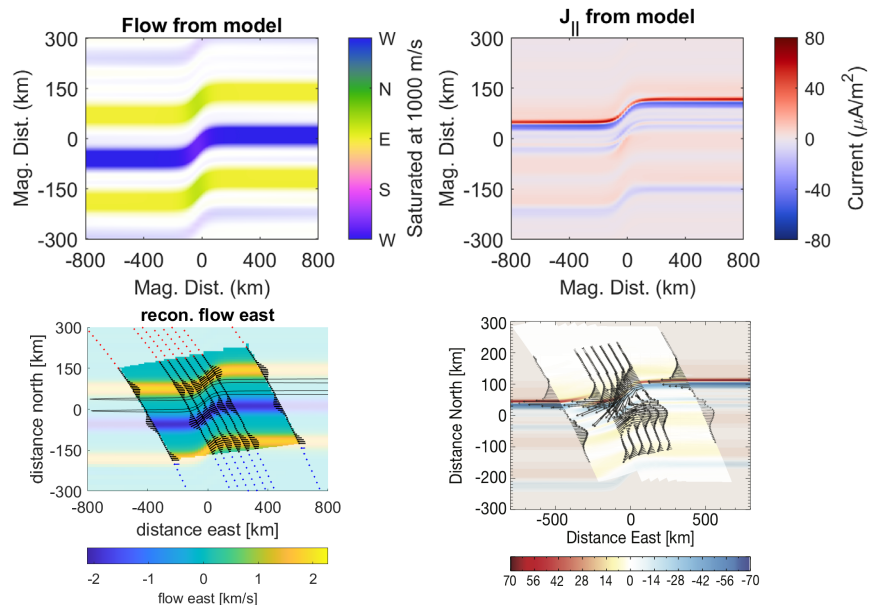 Flow from model
300
150
0
-150
-300
Mag. Dist. (km)
-800
-400
0
400
800
Mag. Dist. (km)
W
N
E
S
W
Saturated at 1000 m/s
J|| from model
300
150
0
-150
-300
Mag. Dist. (km)
-800
-400
0
400
800
Mag. Dist. (km)
80
40
0
-40
-80
Current (μA/m²)
recon. flow east
300
150
0
-150
-300
distance north [km]
-800
-400
0
400
800
distance east [km]
-2
-1
0
1
2
flow east [km/s]
300
200
100
0
-100
-200
-300
Distance North [km]
-500
0
500
Distance East [km]
70 56 42 28 14 0 -14 -28 -42 -56 -70